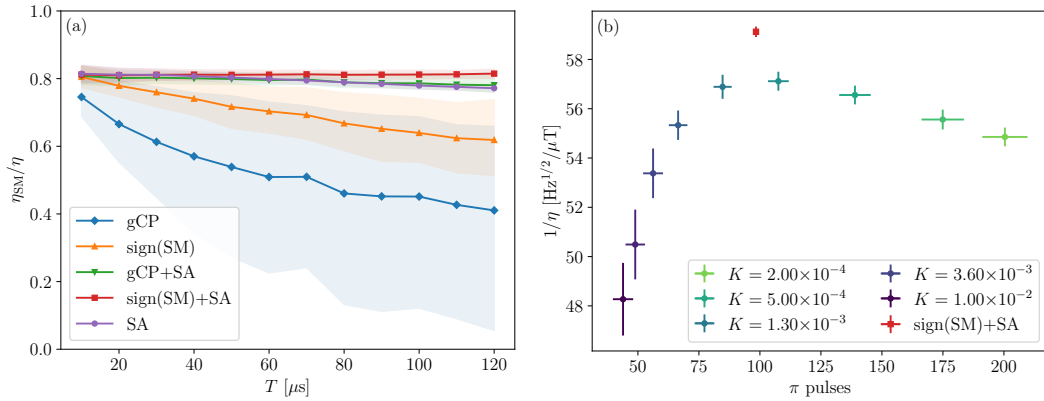 (a)
1.0
0.8
0.6
0.4
0.2
0.0
η_SM/η
gCP
sign(SM)
gCP+SA
sign(SM)+SA
SA
20 40 60 80 100 120
T [μs]
(b)
58
56
54
52
50
48
1/η [Hz^1/2/μT]
K = 2.00×10^−4
K = 5.00×10^−4
K = 1.30×10^−3
K = 3.60×10^−3
K = 1.00×10^−2
sign(SM)+SA
50 75 100 125 150 175 200
π pulses